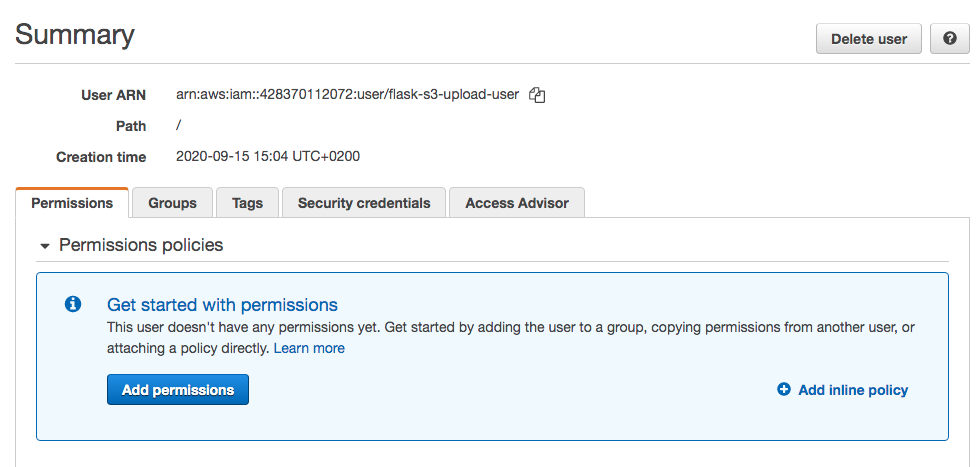 Summary
Delete user
User ARN arn:aws:iam::428370112072:user/flask-s3-upload-user
Path /
Creation time 2020-09-15 15:04 UTC+0200
Permissions Groups Tags Security credentials Access Advisor
Permissions policies
Get started with permissions
This user doesn't have any permissions yet. Get started by adding the user to a group, copying permissions from another user, or
attaching a policy directly. Learn more
Add permissions
Add inline policy